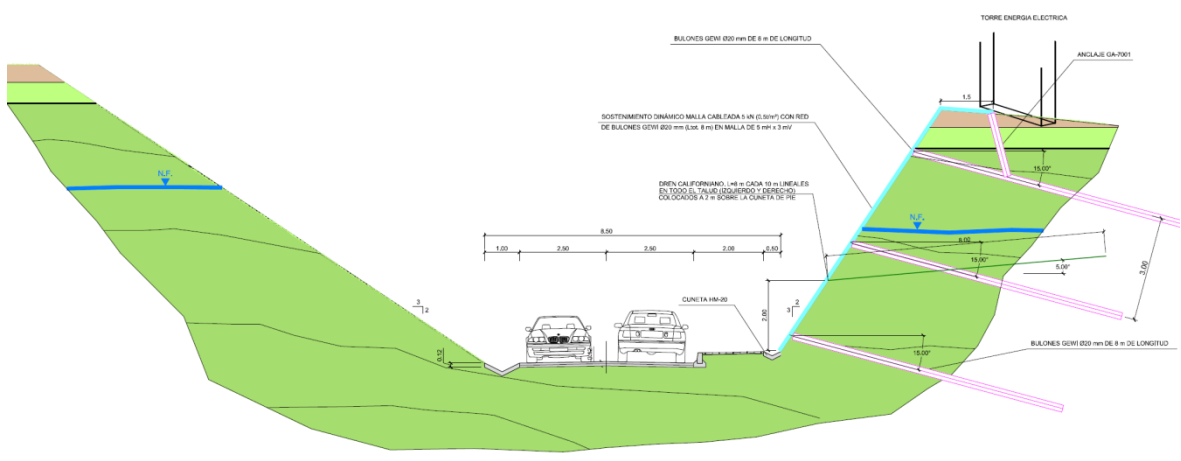 TORRE ENERGIA ELECTRICA
BULONES GEWI Ø20 mm DE 8 m DE LONGITUD
ANCLAJE GA-7001
1,5
SOSTENIMIENTO DINÁMICO MALLA CABLEADA 5 kN (0,5t/m²) CON RED
DE BULONES GEWI Ø20 mm (Ltot. 8 m) EN MALLA DE 5 mH x 3 mV
15.00°
N.F.
DREN CALIFORNIANO. L=8 m CADA 10 m LINEALES
EN TODO EL TALUD (IZQUIERDO Y DERECHO)
COLOCADOS A 2 m SOBRE LA CUNETA DE PIE
N.F.
8,50
8,00
1,00
2,50
2,50
2,00
0,50
15.00°
5.00°
3,00
CUNETA HM-20
2,00
3
2
2
3
0,12
15.00°
BULONES GEWI Ø20 mm DE 8 m DE LONGITUD